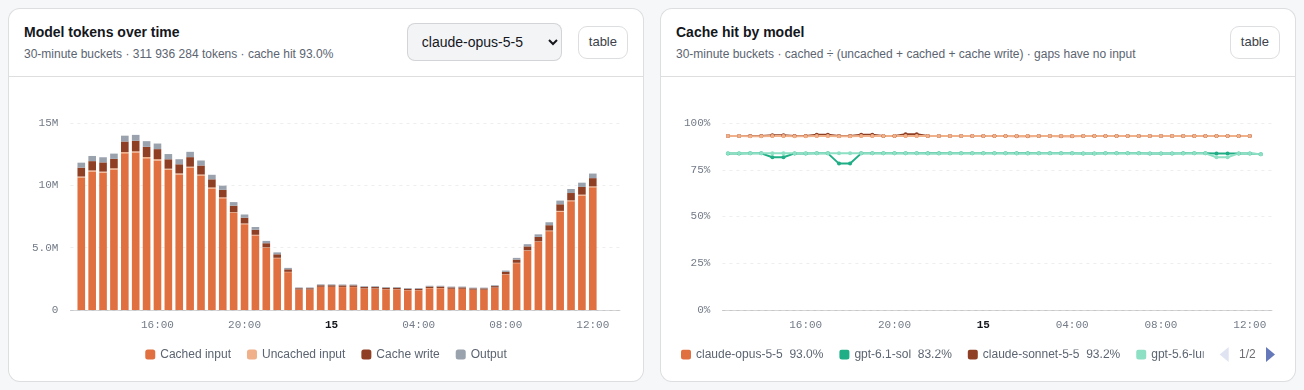 Model tokens over time
30-minute buckets · 311 936 284 tokens · cache hit 93.0%
claude-opus-5-5
table
15M
10M
5.0M
0
16:00 20:00 15 04:00 08:00 12:00
Cached input Uncached input Cache write Output
Cache hit by model
30-minute buckets · cached ÷ (uncached + cached + cache write) · gaps have no input
table
100%
75%
50%
25%
0%
16:00 20:00 15 04:00 08:00 12:00
claude-opus-5-5 93.0% gpt-6.1-sol 83.2% claude-sonnet-5-5 93.2% 1/2